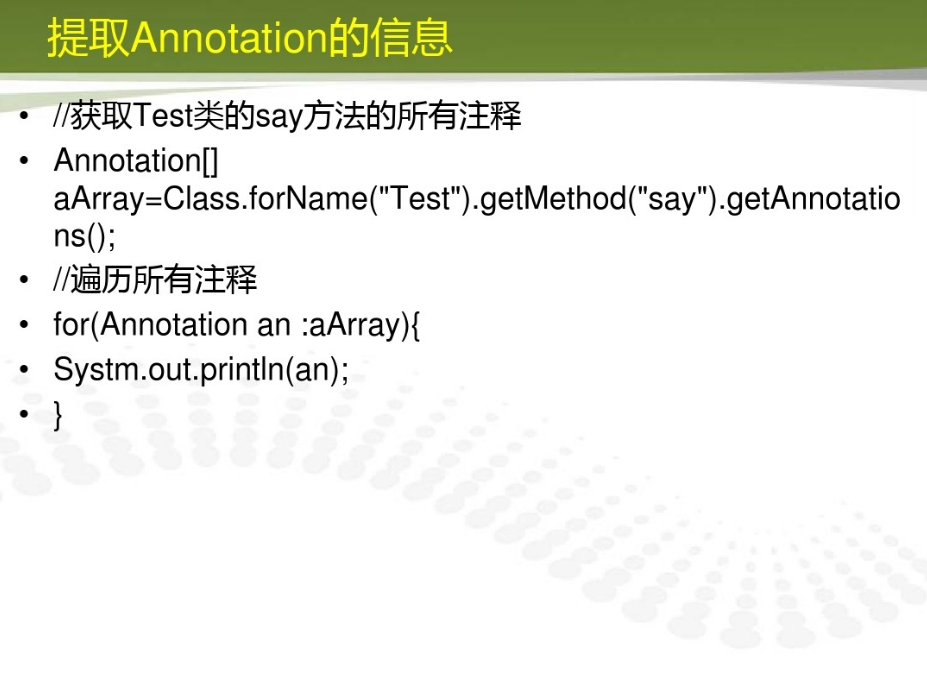 提取Annotation的信息
• //获取Test类的say方法的所有注释
• Annotation[]
aArray=Class.forName("Test").getMethod("say").getAnnotatio
ns();
• //遍历所有注释
• for(Annotation an :aArray){
• Systm.out.println(an);
• }